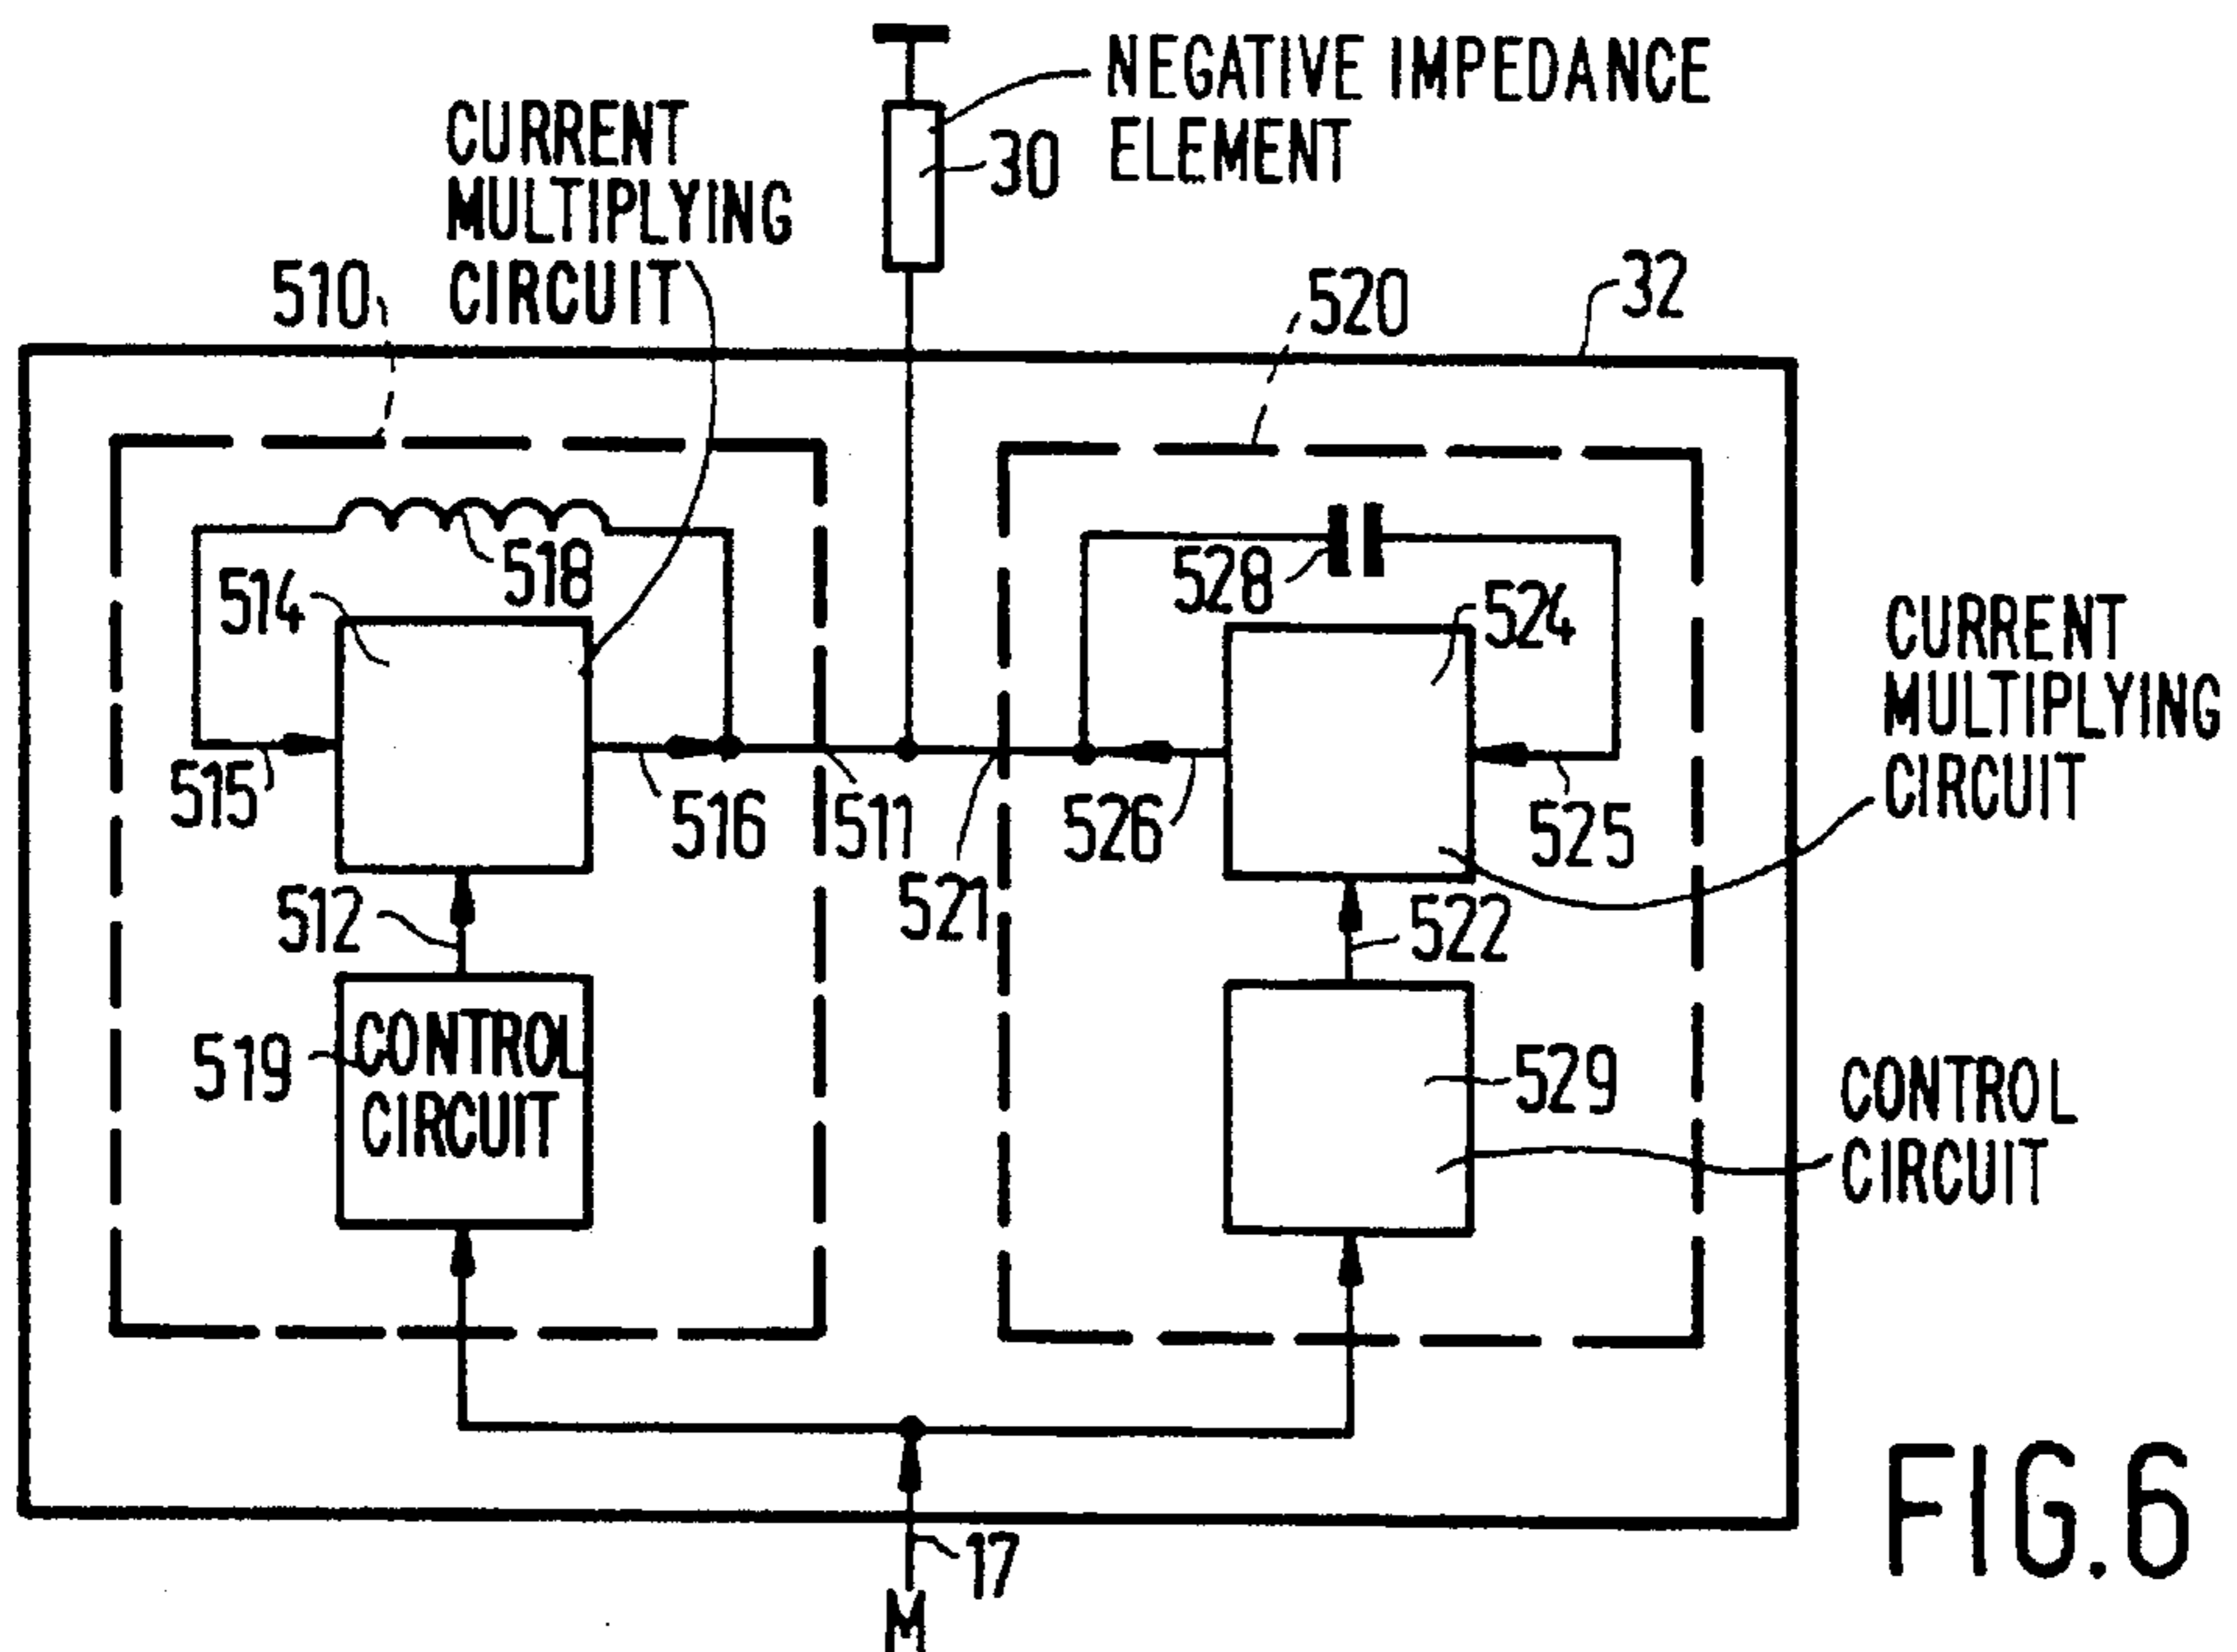 NEGATIVE IMPEDANCE
ELEMENT
30
CURRENT
MULTIPLYING
CIRCUIT
510
520
32
518
528
514
524
CURRENT
MULTIPLYING
CIRCUIT
515
516
511
521
526
525
512
522
519
CONTROL
CIRCUIT
529
CONTROL
CIRCUIT
17
M
FIG.6